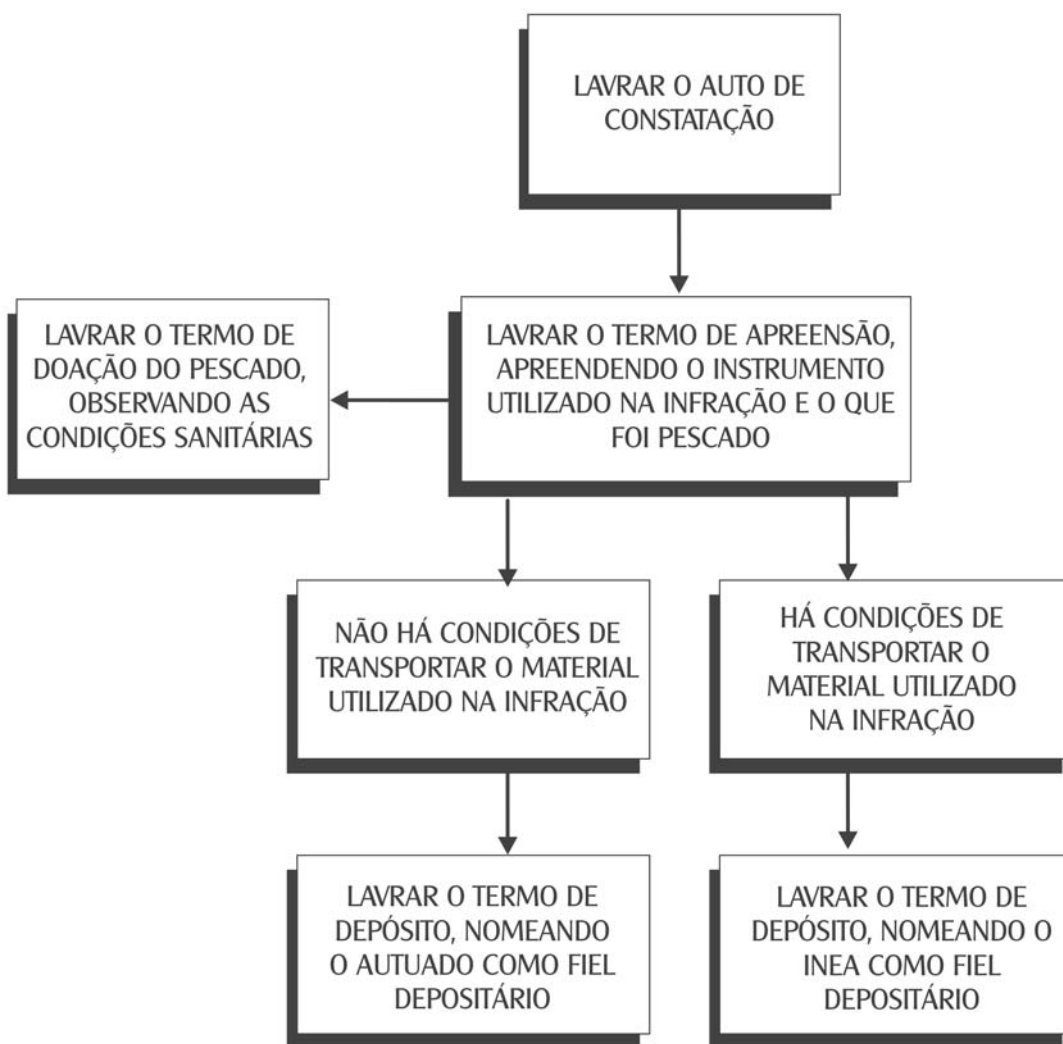 LAVRAR O AUTO DE
CONSTATAÇÃO
LAVRAR O TERMO DE
DOAÇÃO DO PESCADO,
OBSERVANDO AS
CONDIÇÕES SANITÁRIAS
LAVRAR O TERMO DE APREENSÃO,
APREENDENDO O INSTRUMENTO
UTILIZADO NA INFRAÇÃO E O QUE
FOI PESCADO
NÃO HÁ CONDIÇÕES DE
TRANSPORTAR O MATERIAL
UTILIZADO NA INFRAÇÃO
HÁ CONDIÇÕES DE
TRANSPORTAR O
MATERIAL UTILIZADO
NA INFRAÇÃO
LAVRAR O TERMO DE
DEPÓSITO, NOMEANDO
O AUTUADO COMO FIEL
DEPOSITÁRIO
LAVRAR O TERMO DE
DEPÓSITO, NOMEANDO O
INEA COMO FIEL
DEPOSITÁRIO